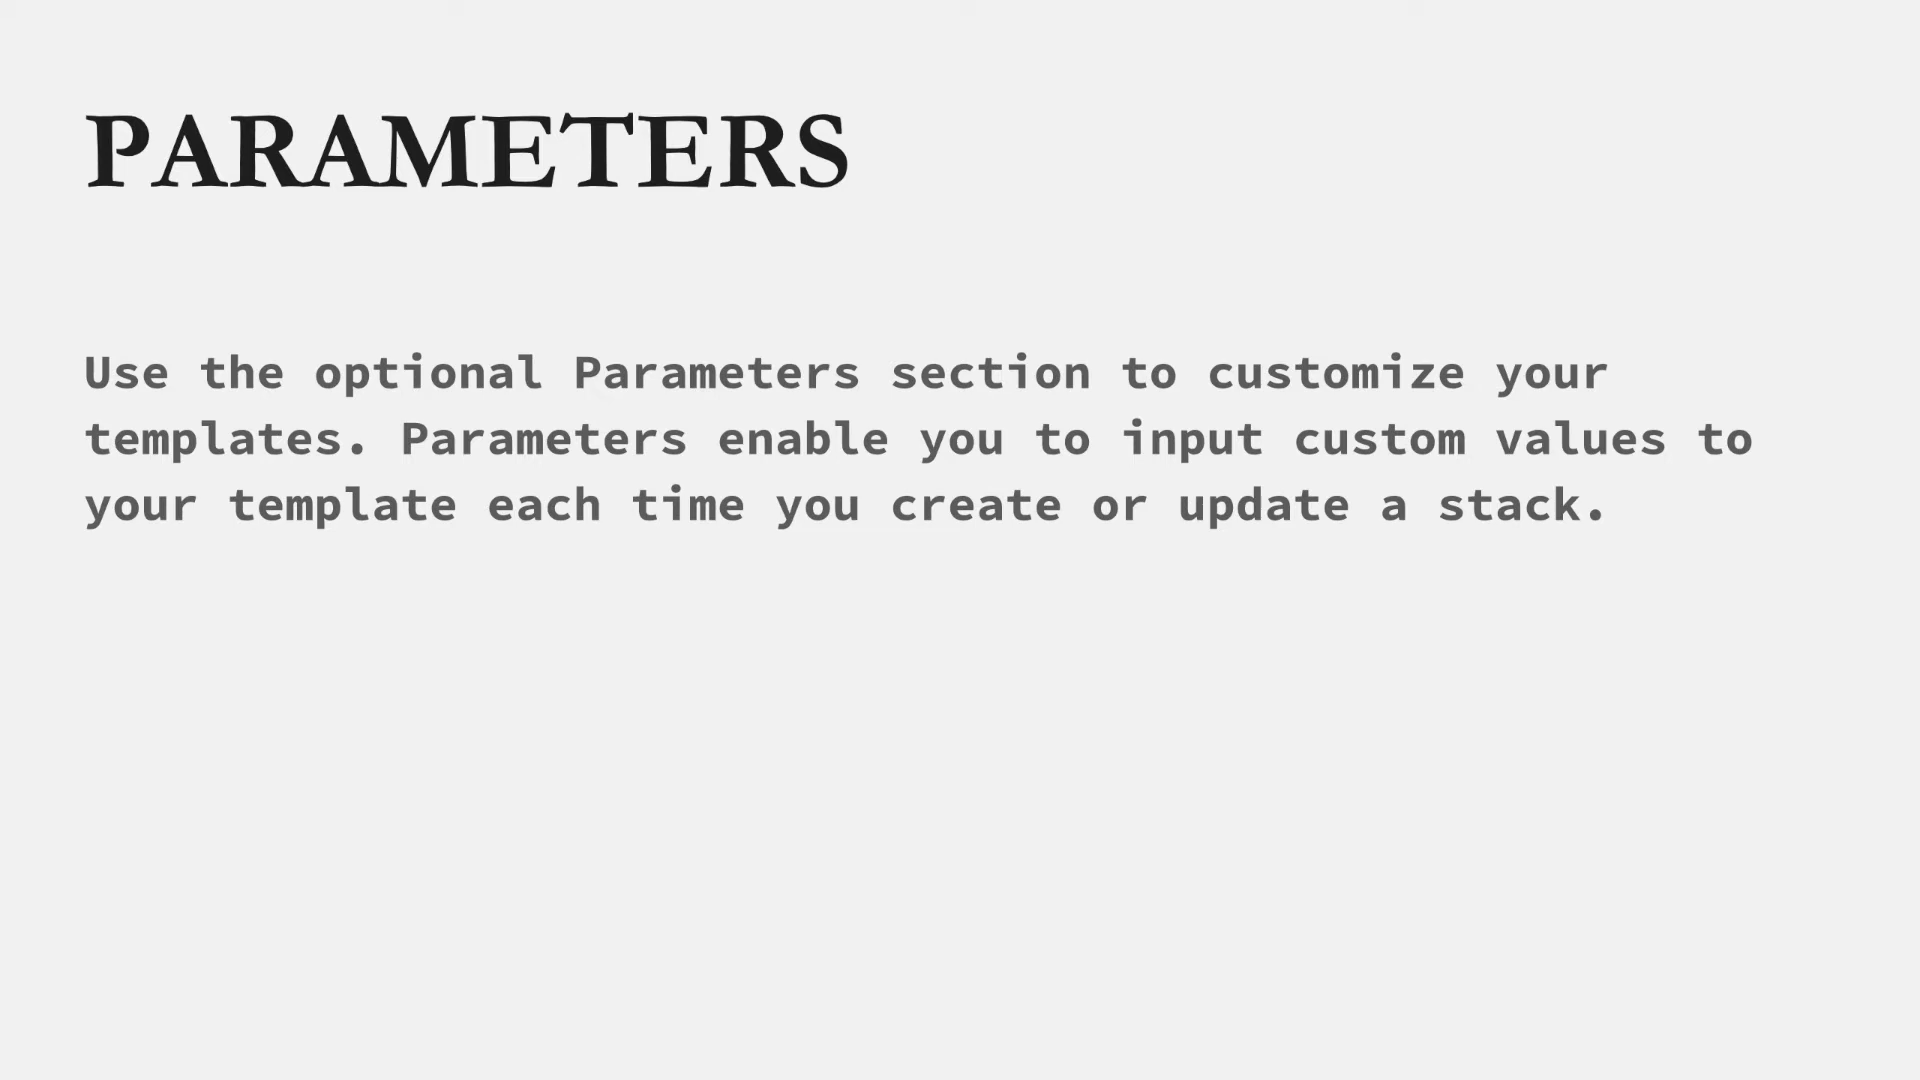 PARAMETERS
Use the optional Parameters section to customize your
templates. Parameters enable you to input custom values to
your template each time you create or update a stack.